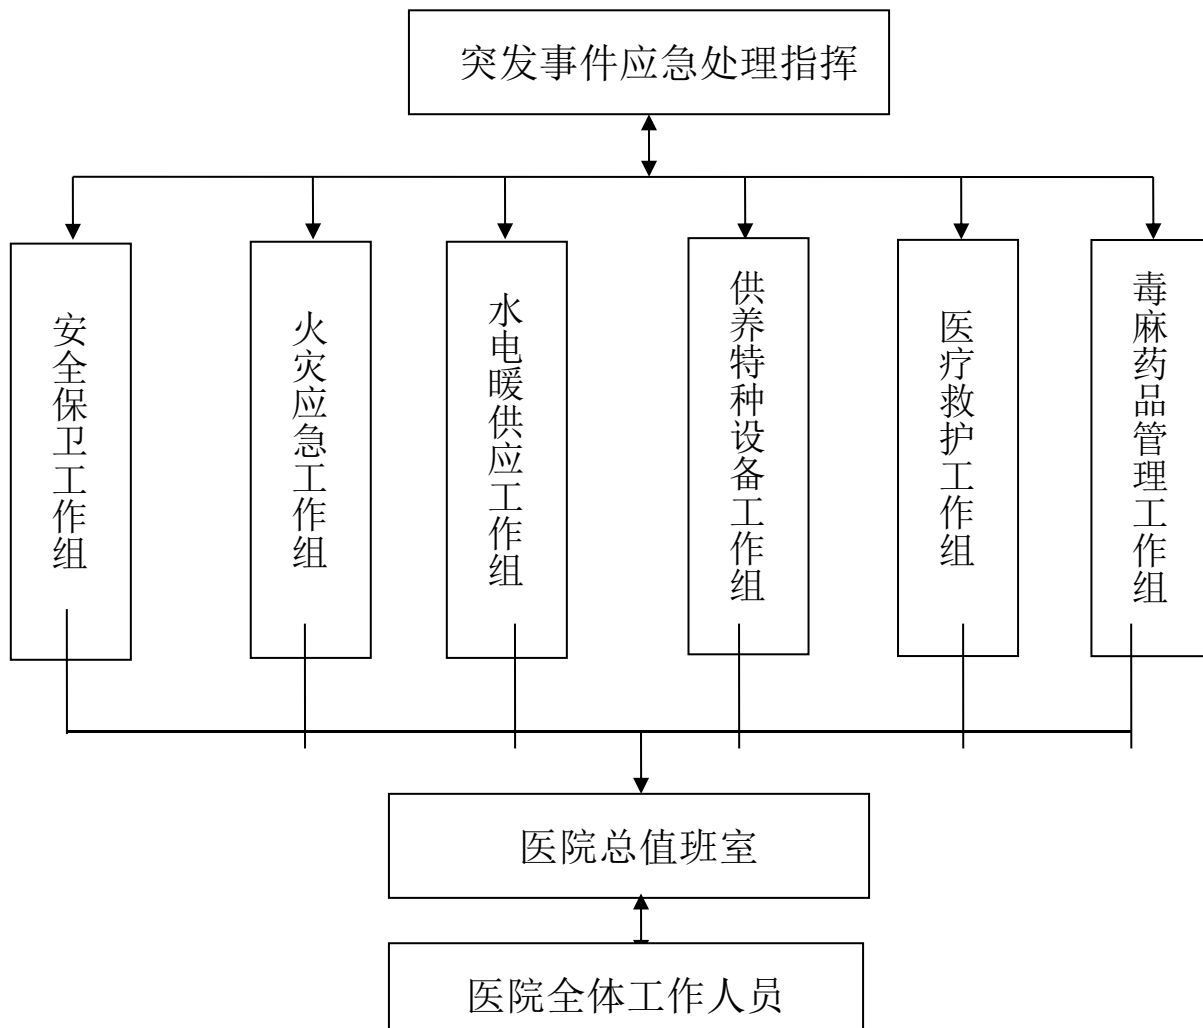 突发事件应急处理指挥
安全保卫工作组
火灾应急工作组
水电暖供应工作组
供养特种设备工作组
医疗救护工作组
毒麻药品管理工作组
医院总值班室
医院全体工作人员